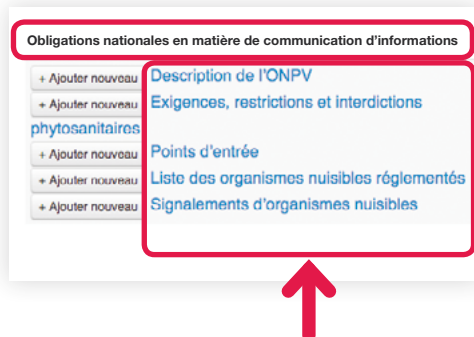 Obligations nationales en matière de communication d'informations
+ Ajouter nouveau Description de l'ONPV
+ Ajouter nouveau Exigences, restrictions et interdictions
phytosanitaires
+ Ajouter nouveau Points d'entrée
+ Ajouter nouveau Liste des organismes nuisibles réglementés
+ Ajouter nouveau Signalements d'organismes nuisibles